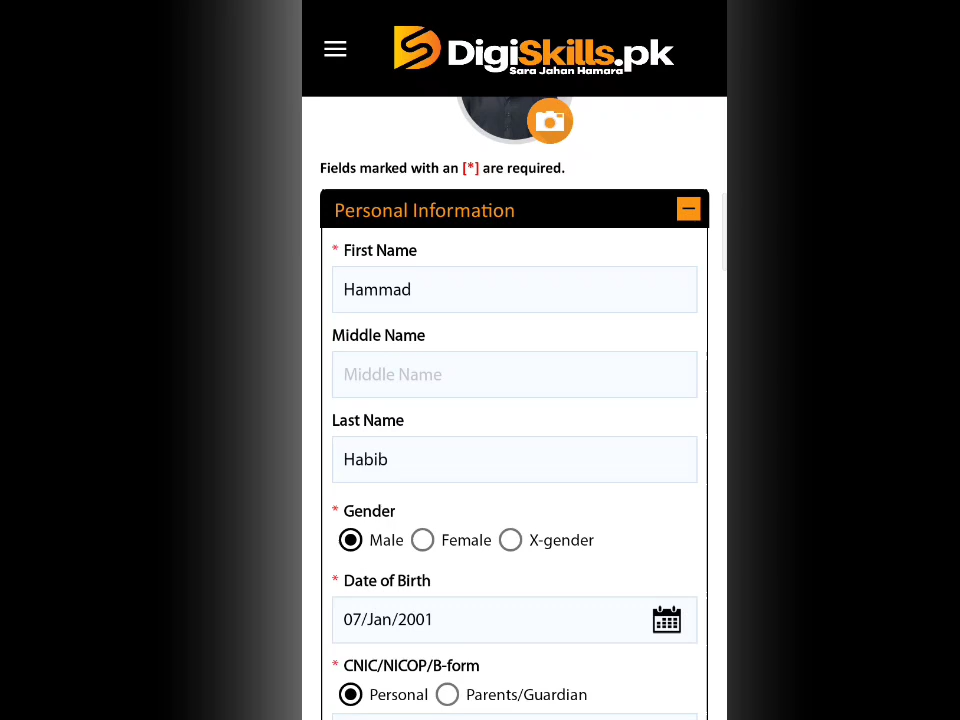 DigiSkills.pk
Sara Jahan Hamara
Fields marked with an [*] are required.
Personal Information
* First Name
Hammad
Middle Name
Middle Name
Last Name
Habib
* Gender
Male Female X-gender
* Date of Birth
07/Jan/2001
* CNIC/NICOP/B-form
Personal Parents/Guardian